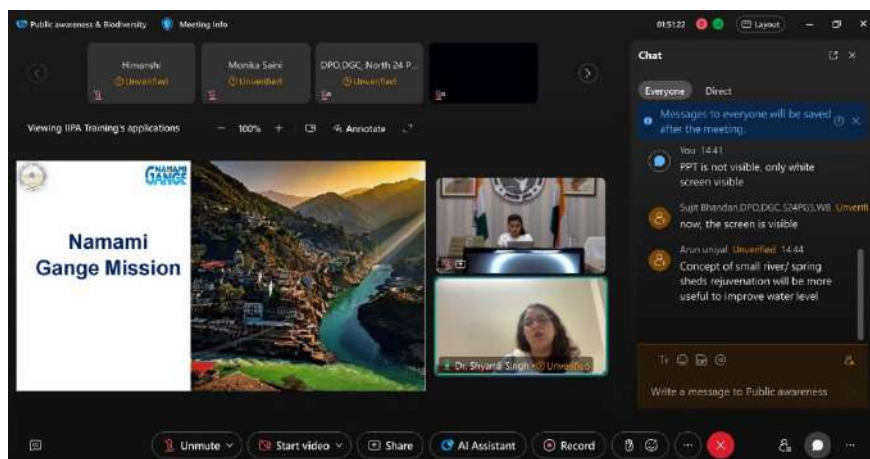 Public awareness & Biodiversity
Meeting Info
01:51:22
Layout
Himanshi
Unverified
Monika Saini
Unverified
DPO,DGC, North 24 P...
Unverified
Viewing IIPA Training's applications
100%
Annotate
NAMAMI
GANGE
Namami
Gange Mission
Dr. Shyamli Singh
Unverified
Chat
Everyone
Direct
Messages to everyone will be saved
after the meeting.
You 14:41
PPT is not visible, only white
screen visible
Sujit Bhandari,DPO,DGC,S24PGS,WB Unverifi
now, the screen is visible
Arun uniyal Unverified 14:44
Concept of small river/ spring
sheds rejuvenation will be more
useful to improve water level
Write a message to Public awareness
Unmute
Start video
Share
AI Assistant
Record